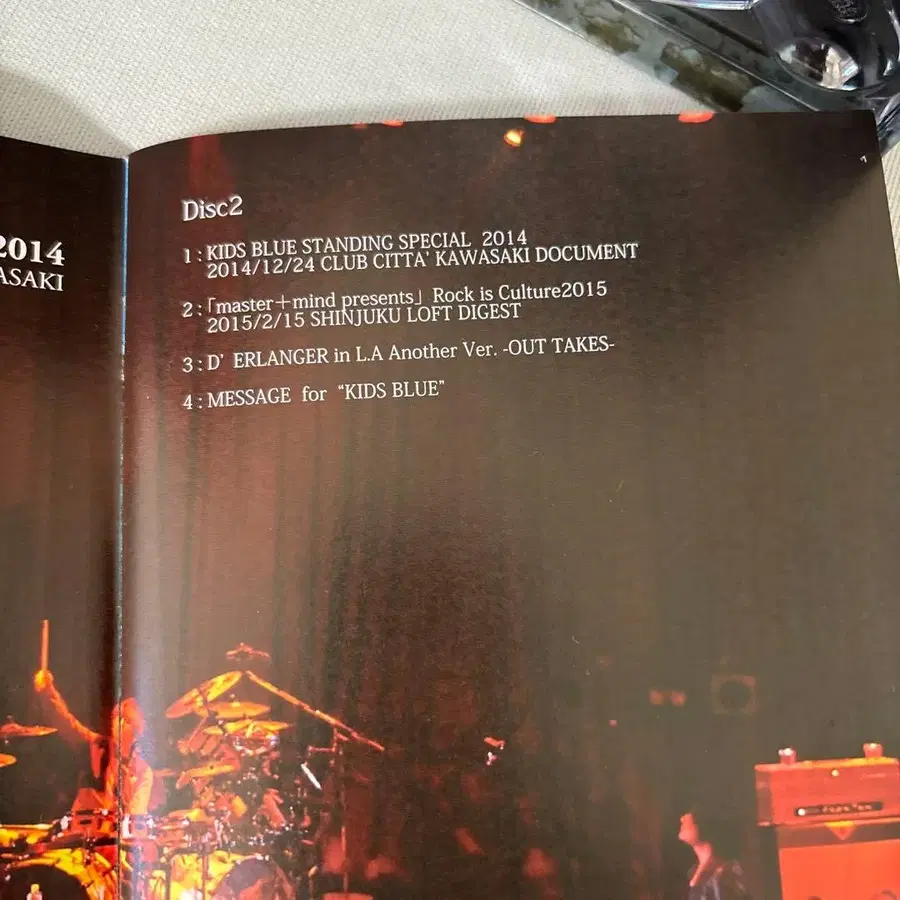 2014
ASAKI
Disc2
1 : KIDS BLUE STANDING SPECIAL 2014
2014/12/24 CLUB CITTA' KAWASAKI DOCUMENT
2 : 「master＋mind presents」 Rock is Culture2015
2015/2/15 SHINJUKU LOFT DIGEST
3 : D' ERLANGER in L.A Another Ver. -OUT TAKES-
4 : MESSAGE for “KIDS BLUE”